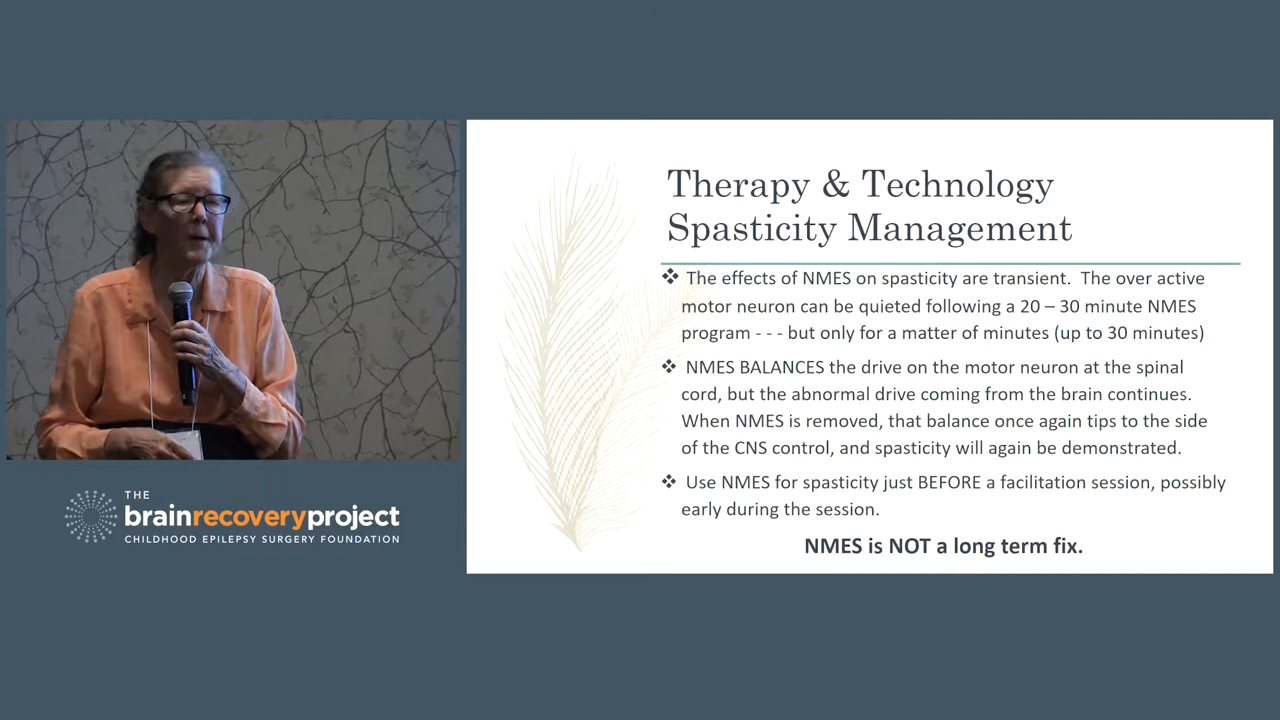 Therapy & Technology
Spasticity Management
❖ The effects of NMES on spasticity are transient. The over active
motor neuron can be quieted following a 20 – 30 minute NMES
program - - - but only for a matter of minutes (up to 30 minutes)
❖ NMES BALANCES the drive on the motor neuron at the spinal
cord, but the abnormal drive coming from the brain continues.
When NMES is removed, that balance once again tips to the side
of the CNS control, and spasticity will again be demonstrated.
❖ Use NMES for spasticity just BEFORE a facilitation session, possibly
early during the session.
NMES is NOT a long term fix.
THE
brainrecoveryproject
CHILDHOOD EPILEPSY SURGERY FOUNDATION